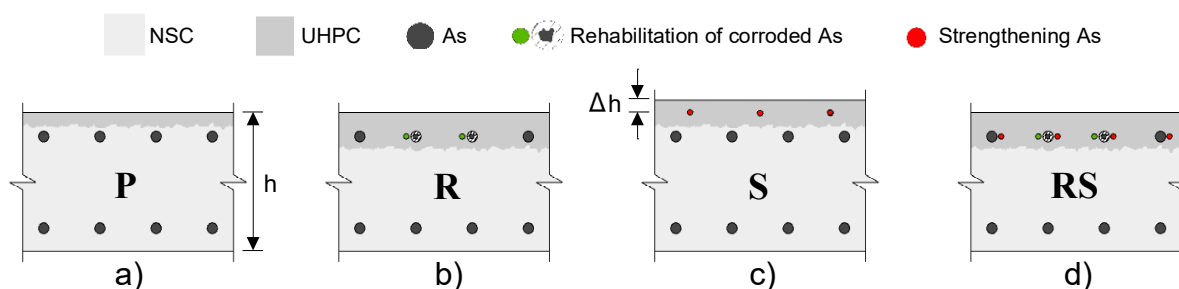 NSC UHPC As Rehabilitation of corroded As Strengthening As
Δh
P h R S RS
a) b) c) d)